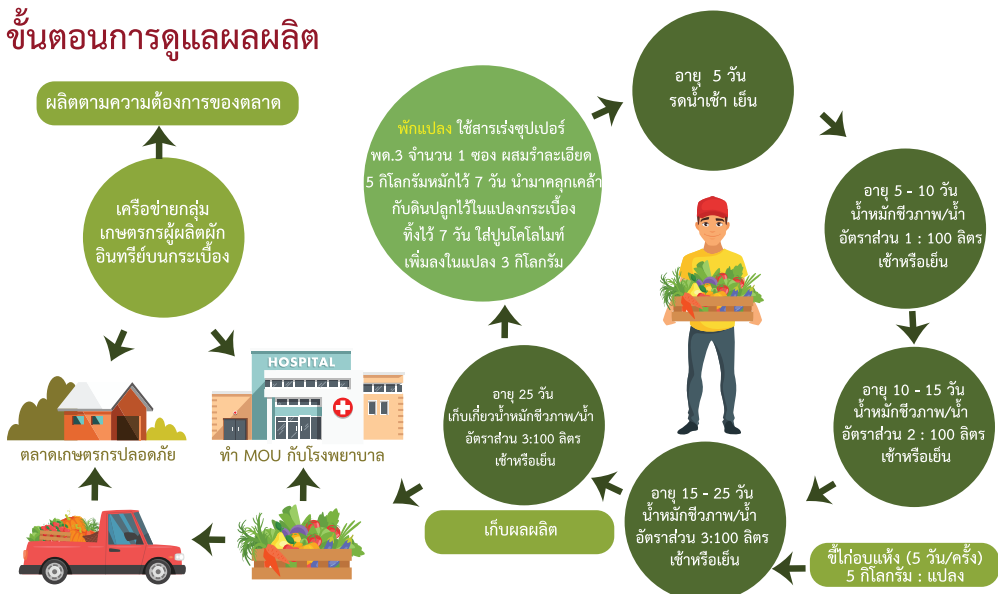 ขั้นตอนการดูแลผลผลิต
ผลิตตามความต้องการของตลาด
เครือข่ายกลุ่ม
เกษตรกรผู้ผลิตผัก
อินทรีย์บนกระเบื้อง
ตลาดเกษตรกรปลอดภัย
HOSPITAL
ทำ MOU กับโรงพยาบาล
พักแปลง ใช้สารเร่งซุปเปอร์
พด.3 จำนวน 1 ซอง ผสมรำละเอียด
5 กิโลกรัมหมักไว้ 7 วัน นำมาคลุกเคล้า
กับดินปลูกไว้ในแปลงกระเบื้อง
ทิ้งไว้ 7 วัน ใส่ปูนโคโลไมท์
เพิ่มลงในแปลง 3 กิโลกรัม
อายุ 5 วัน
รดน้ำเช้า เย็น
อายุ 5 - 10 วัน
น้ำหมักชีวภาพ/น้ำ
อัตราส่วน 1 : 100 ลิตร
เช้าหรือเย็น
อายุ 10 - 15 วัน
น้ำหมักชีวภาพ/น้ำ
อัตราส่วน 2 : 100 ลิตร
เช้าหรือเย็น
อายุ 15 - 25 วัน
น้ำหมักชีวภาพ/น้ำ
อัตราส่วน 3:100 ลิตร
เช้าหรือเย็น
ขี้ไก่อบแห้ง (5 วัน/ครั้ง)
5 กิโลกรัม : แปลง
อายุ 25 วัน
เก็บเกี่ยวน้ำหมักชีวภาพ/น้ำ
อัตราส่วน 3:100 ลิตร
เช้าหรือเย็น
เก็บผลผลิต